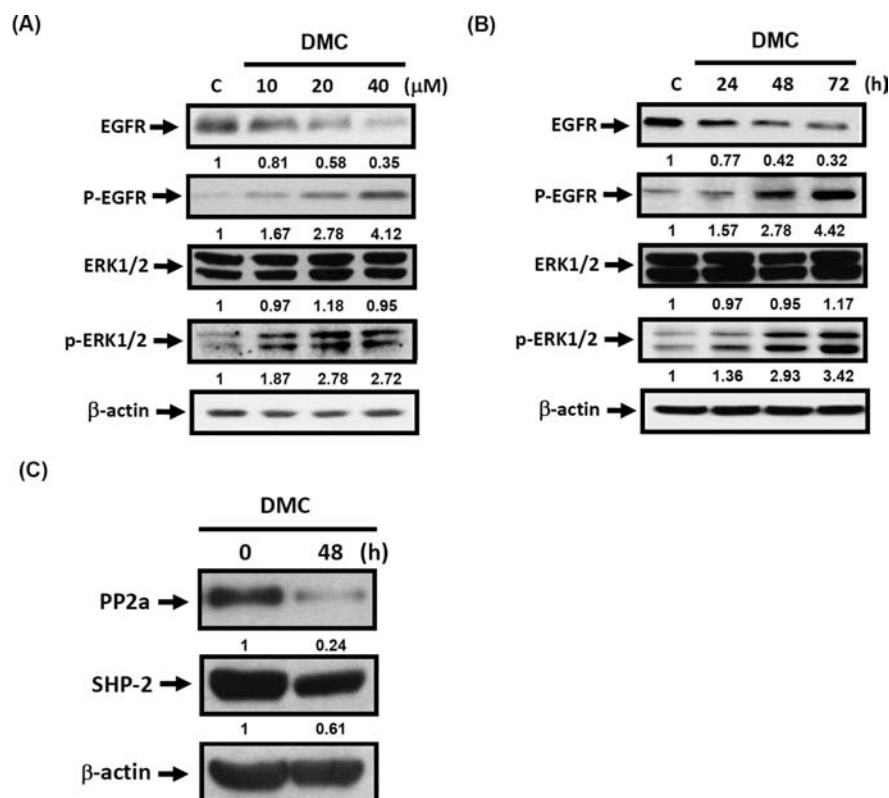 (A)
DMC
C 10 20 40 (μM)
EGFR
1 0.81 0.58 0.35
P-EGFR
1 1.67 2.78 4.12
ERK1/2
1 0.97 1.18 0.95
p-ERK1/2
1 1.87 2.78 2.72
β-actin
(B)
DMC
C 24 48 72 (h)
EGFR
1 0.77 0.42 0.32
P-EGFR
1 1.57 2.78 4.42
ERK1/2
1 0.97 0.95 1.17
p-ERK1/2
1 1.36 2.93 3.42
β-actin
(C)
DMC
0 48 (h)
PP2a
1 0.24
SHP-2
1 0.61
β-actin